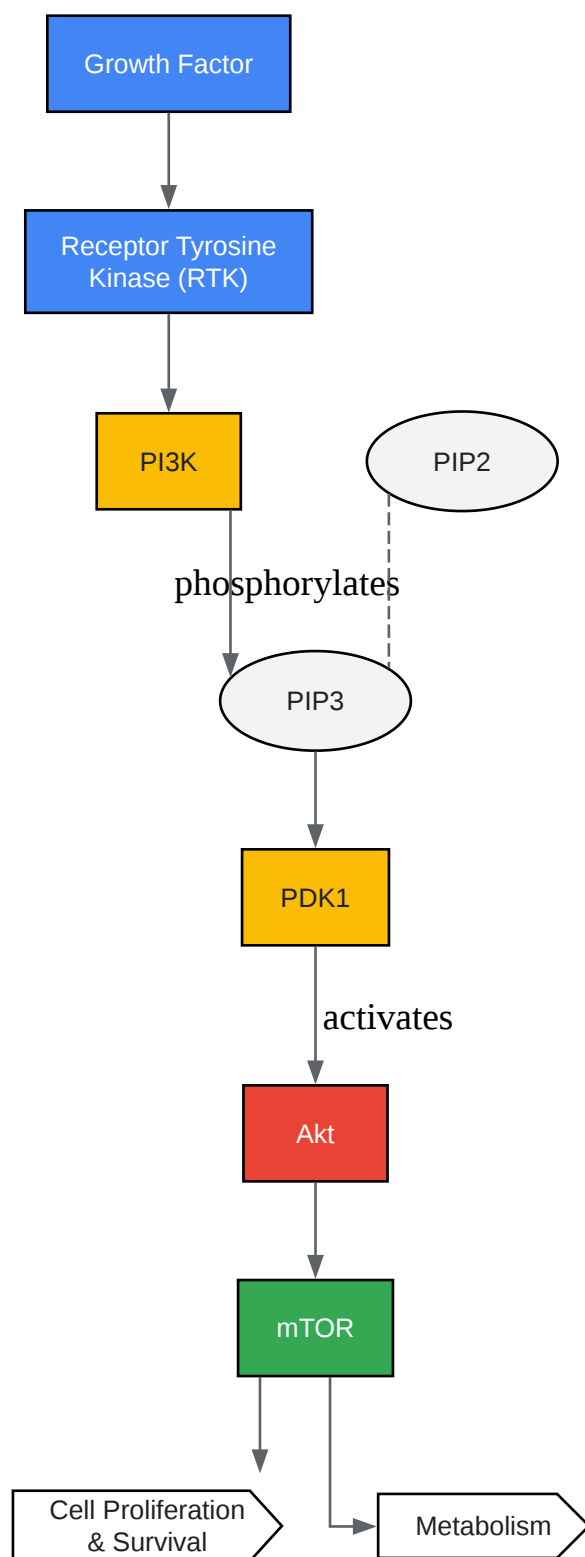 Growth Factor
Receptor Tyrosine
Kinase (RTK)
PI3K
PIP2
phosphorylates
PIP3
PDK1
activates
Akt
mTOR
Cell Proliferation
& Survival
Metabolism